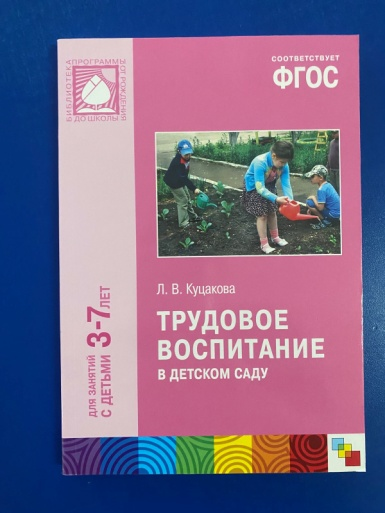 БИБЛИОТЕКА
ПРОГРАММЫ
ОТ РОЖДЕНИЯ
ДО ШКОЛЫ
СООТВЕТСТВУЕТ
ФГОС
Л. В. Куцакова
ТРУДОВОЕ
ВОСПИТАНИЕ
В ДЕТСКОМ САДУ
ДЛЯ ЗАНЯТИЙ
С ДЕТЬМИ 3-7 ЛЕТ